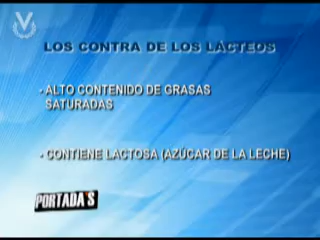 LOS CONTRA DE LOS LÁCTEOS
- ALTO CONTENIDO DE GRASAS
SATURADAS
- CONTIENE LACTOSA (AZÚCAR DE LA LECHE)
PORTADA'S